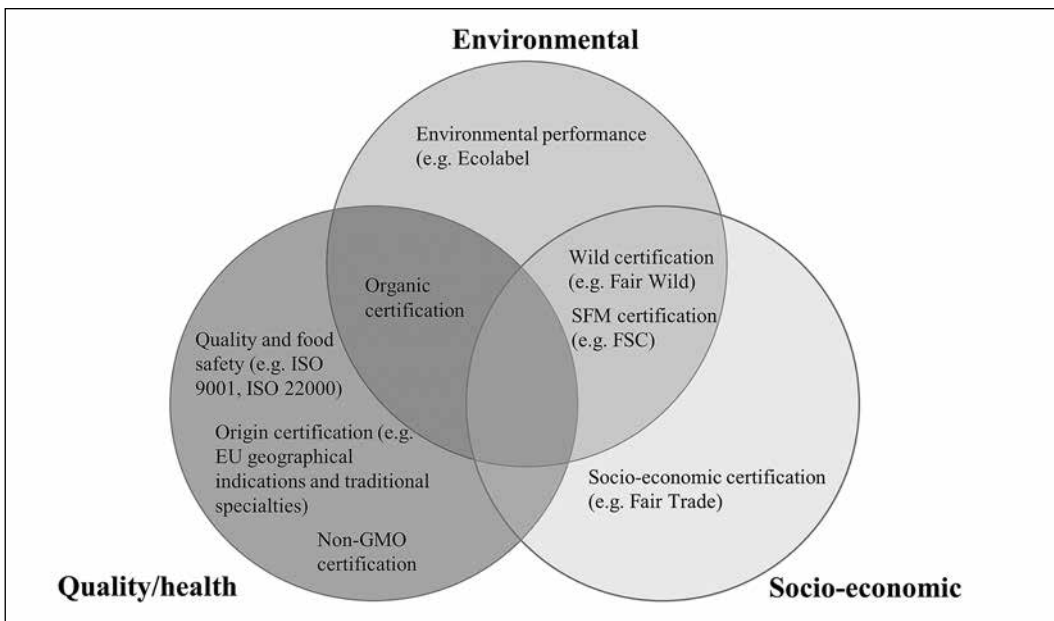 Environmental
Environmental performance
(e.g. Ecolabel
Wild certification
(e.g. Fair Wild)
SFM certification
(e.g. FSC)
Organic
certification
Quality and food
safety (e.g. ISO
9001, ISO 22000)
Origin certification (e.g.
EU geographical
indications and traditional
specialties)
Non-GMO
certification
Socio-economic certification
(e.g. Fair Trade)
Quality/health
Socio-economic